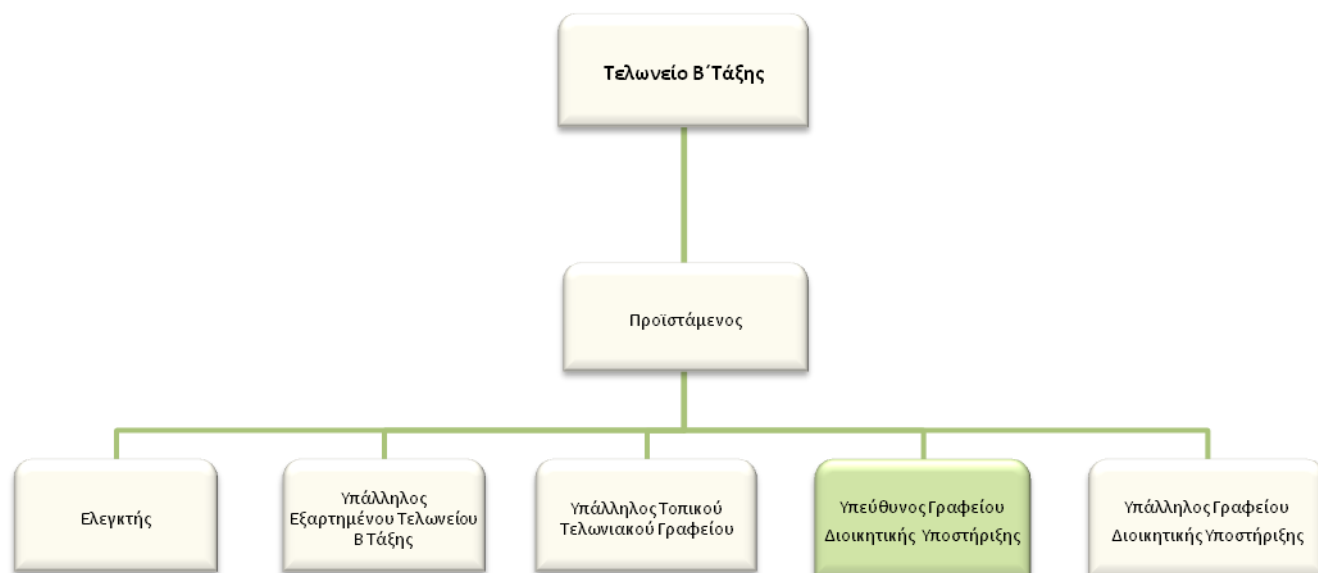 Τελωνείο Β΄Τάξης
Προϊστάμενος
Ελεγκτής
Υπάλληλος
Εξαρτημένου Τελωνείου
Β Τάξης
Υπάλληλος Τοπικού
Τελωνιακού Γραφείου
Υπεύθυνος Γραφείου
Διοικητικής Υποστήριξης
Υπάλληλος Γραφείου
Διοικητικής Υποστήριξης